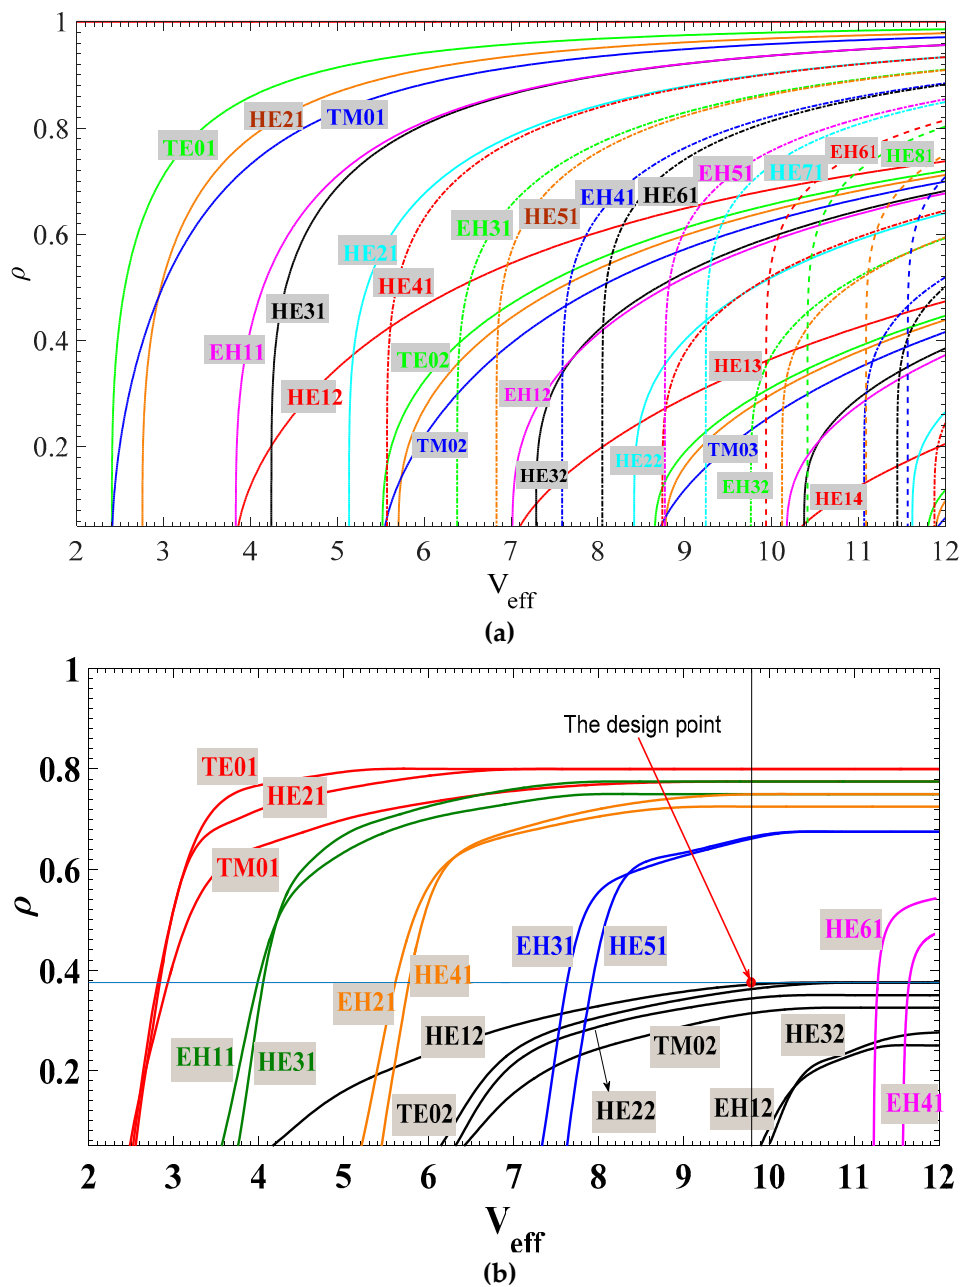 1
0.8
0.6
0.4
0.2
ρ
TE01
HE21
TM01
EH11
HE31
HE12
HE21
HE41
TE02
TM02
EH31
HE51
EH12
HE32
EH41
HE61
EH51
HE71
EH61
HE81
HE22
HE13
TM03
EH32
HE14
2 3 4 5 6 7 8 9 10 11 12
Veff
(a)
1
0.8
0.6
0.4
0.2
ρ
The design point
TE01
HE21
TM01
EH11
HE31
EH21
HE41
HE12
EH31
HE51
TE02
HE22
TM02
EH12
HE32
HE61
EH41
2 3 4 5 6 7 8 9 10 11 12
Veff
(b)